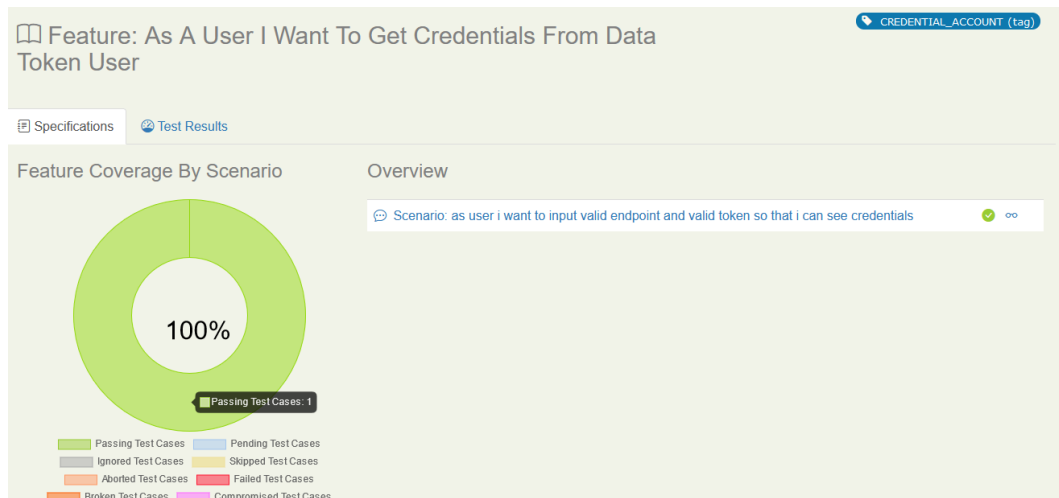 Feature: As A User I Want To Get Credentials From Data
Token User
CREDENTIAL_ACCOUNT (tag)
Specifications
Test Results
Feature Coverage By Scenario
Overview
Scenario: as user i want to input valid endpoint and valid token so that i can see credentials
100%
Passing Test Cases: 1
Passing Test Cases
Pending Test Cases
Ignored Test Cases
Skipped Test Cases
Aborted Test Cases
Failed Test Cases
Broken Test Cases
Compromised Test Cases